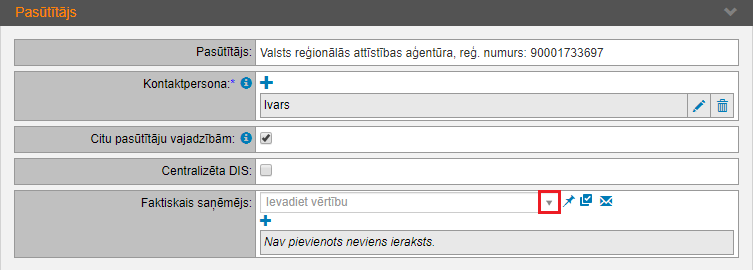 Pasūtītājs
Pasūtītājs: Valsts reģionālās attīstības aģentūra, reģ. numurs: 90001733697
Kontaktpersona:*
Ivars
Citu pasūtītāju vajadzībām:
Centralizēta DIS:
Faktiskais saņēmējs: Ievadiet vērtību
Nav pievienots neviens ieraksts.